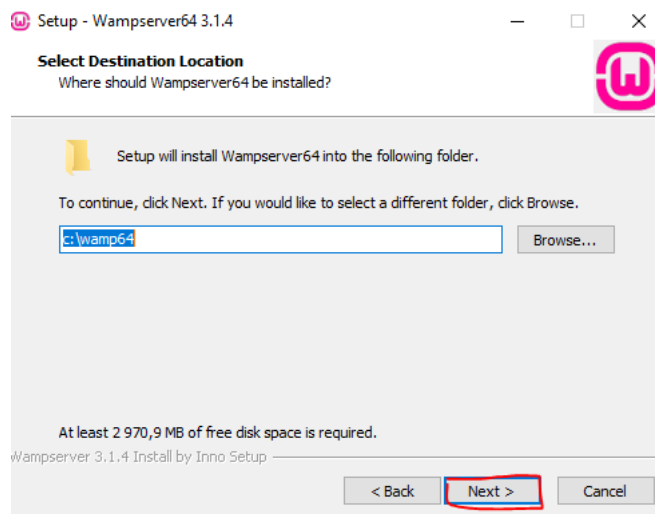 Setup - Wampserver64 3.1.4
Select Destination Location
Where should Wampserver64 be installed?
Setup will install Wampserver64 into the following folder.
To continue, click Next. If you would like to select a different folder, click Browse.
c:\wamp64
Browse...
At least 2 970,9 MB of free disk space is required.
Wampserver 3.1.4 Install by Inno Setup
< Back
Next >
Cancel